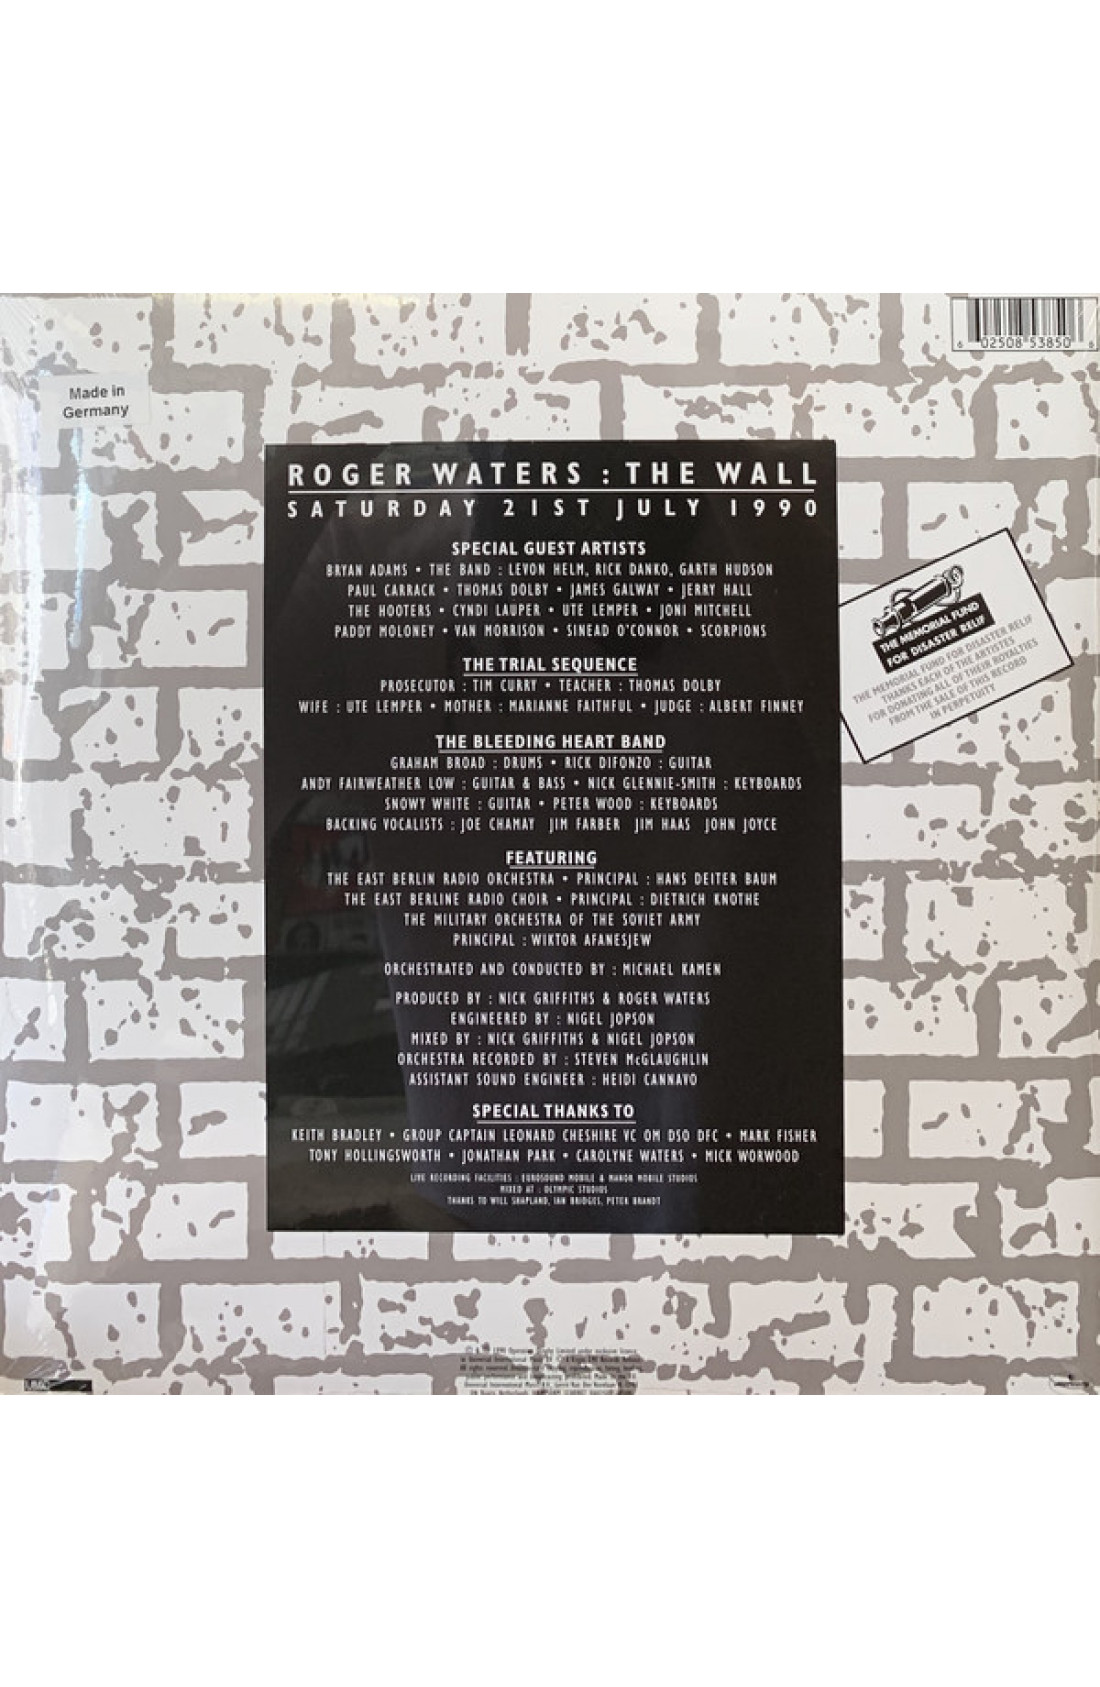 6 02508 53850 6
Made in
Germany
ROGER WATERS : THE WALL
SATURDAY 21ST JULY 1990
SPECIAL GUEST ARTISTS
BRYAN ADAMS • THE BAND : LEVON HELM, RICK DANKO, GARTH HUDSON
PAUL CARRACK • THOMAS DOLBY • JAMES GALWAY • JERRY HALL
THE HOOTERS • CYNDI LAUPER • UTE LEMPER • JONI MITCHELL
PADDY MOLONEY • VAN MORRISON • SINEAD O'CONNOR • SCORPIONS
THE TRIAL SEQUENCE
PROSECUTOR : TIM CURRY • TEACHER : THOMAS DOLBY
WIFE : UTE LEMPER • MOTHER : MARIANNE FAITHFUL • JUDGE : ALBERT FINNEY
THE BLEEDING HEART BAND
GRAHAM BROAD : DRUMS • RICK DIFONZO : GUITAR
ANDY FAIRWEATHER LOW : GUITAR & BASS • NICK GLENNIE-SMITH : KEYBOARDS
SNOWY WHITE : GUITAR • PETER WOOD : KEYBOARDS
BACKING VOCALISTS : JOE CHAMAY JIM FARBER JIM HAAS JOHN JOYCE
FEATURING
THE EAST BERLIN RADIO ORCHESTRA • PRINCIPAL : HANS DEITER BAUM
THE EAST BERLINE RADIO CHOIR • PRINCIPAL : DIETRICH KNOTHE
THE MILITARY ORCHESTRA OF THE SOVIET ARMY
PRINCIPAL : WIKTOR AFANESJEW
ORCHESTRATED AND CONDUCTED BY : MICHAEL KAMEN
PRODUCED BY : NICK GRIFFITHS & ROGER WATERS
ENGINEERED BY : NIGEL JOPSON
MIXED BY : NICK GRIFFITHS & NIGEL JOPSON
ORCHESTRA RECORDED BY : STEVEN McGLAUGHLIN
ASSISTANT SOUND ENGINEER : HEIDI CANNAVO
SPECIAL THANKS TO
KEITH BRADLEY • GROUP CAPTAIN LEONARD CHESHIRE VC OM DSO DFC • MARK FISHER
TONY HOLLINGSWORTH • JONATHAN PARK • CAROLYNE WATERS • MICK WORWOOD
LIVE RECORDING FACILITIES : EUROSOUND MOBILE & MANOR MOBILE STUDIOS
MIXED AT : OLYMPIC STUDIOS
THANKS TO WILL SHAPLAND, IAN BRIDGES, PETER BRANDT
THE MEMORIAL FUND
FOR DISASTER RELIF
THE MEMORIAL FUND FOR DISASTER RELIF
THANKS EACH OF THE ARTISTES
FOR DONATING ALL OF THEIR ROYALTIES
FROM THE SALE OF THIS RECORD
IN PERPETUITY